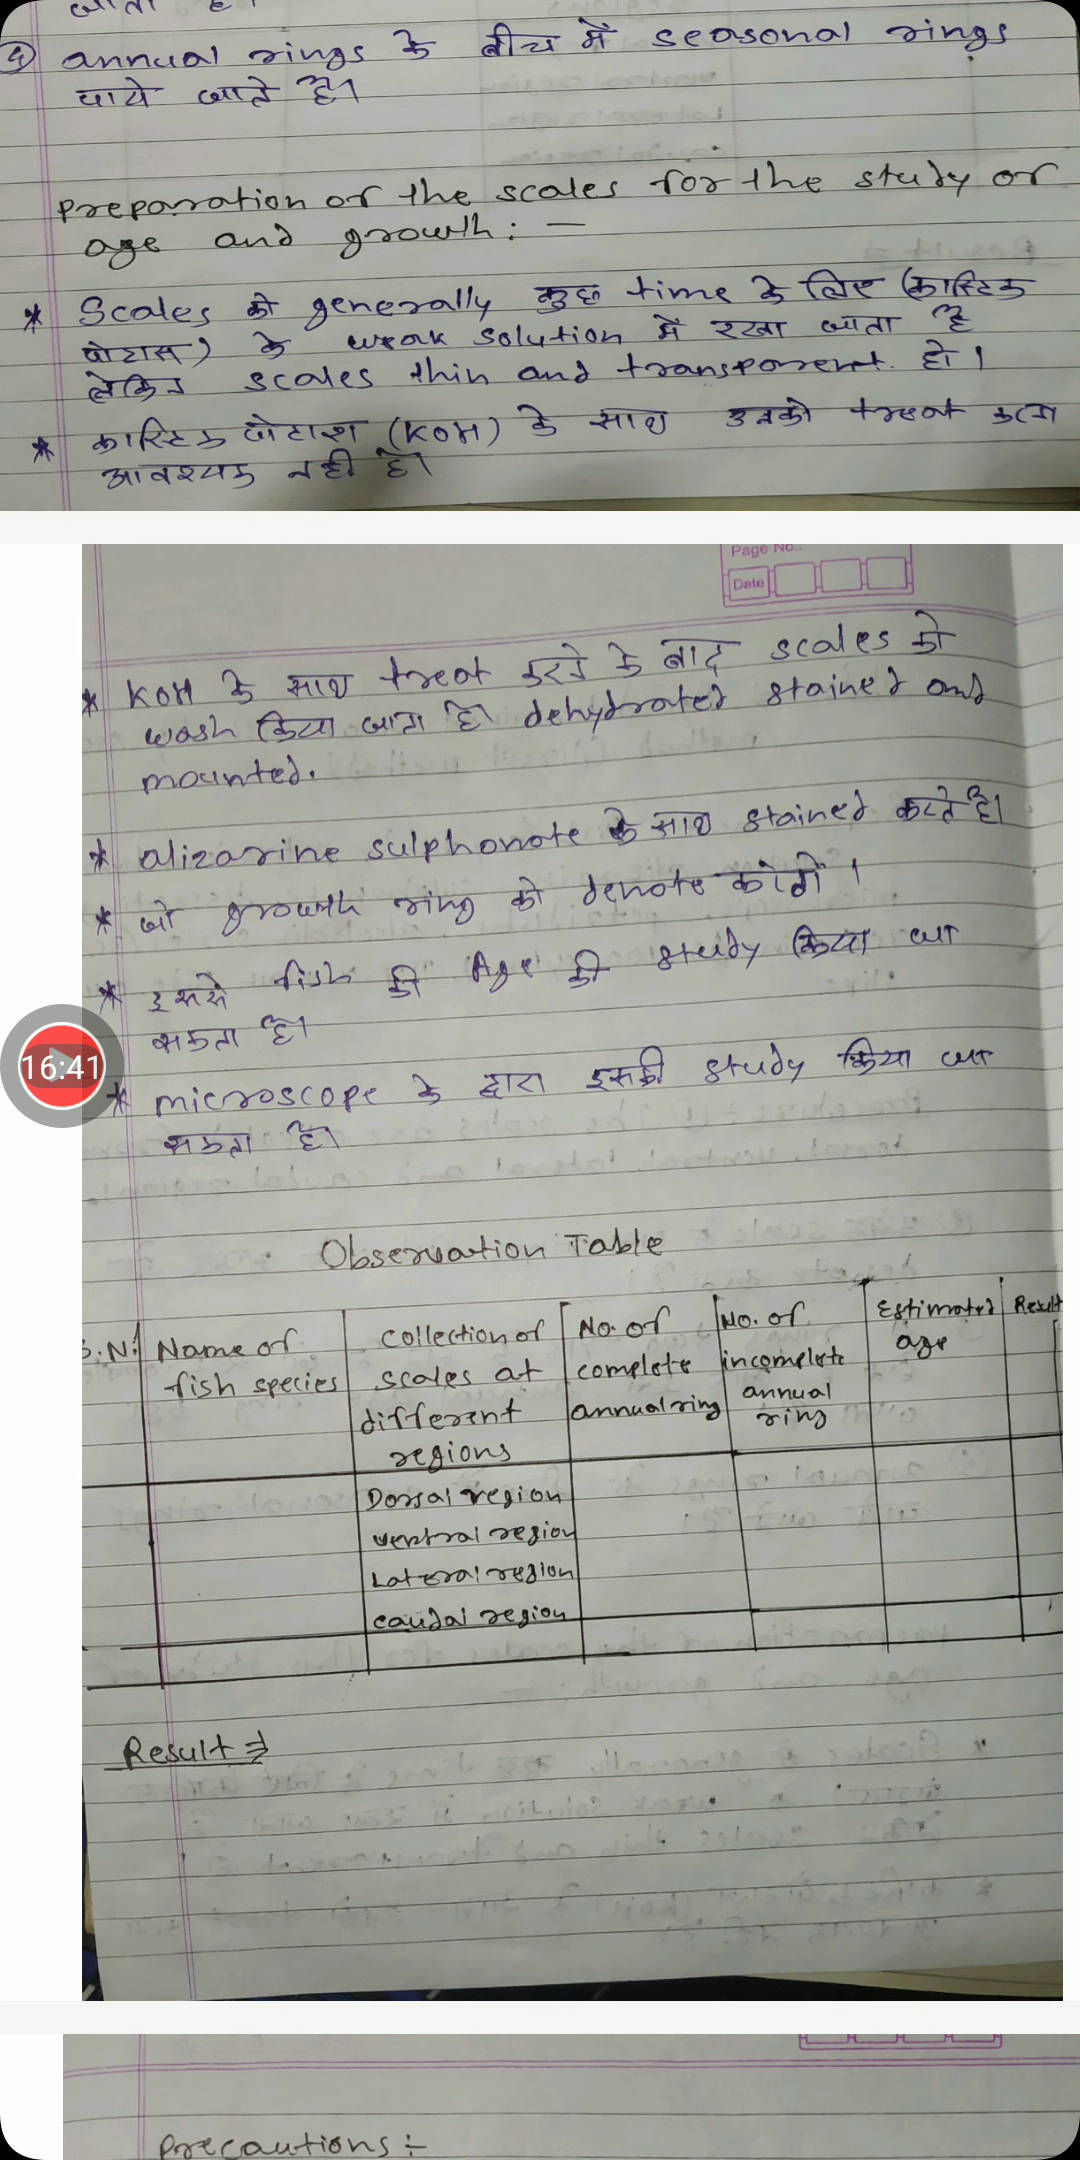 ④ annual rings के बीच में seasonal rings
पाये जाते है।
preparation of the scales for the study of
age and growth: —
* Scales को generally कुछ time के लिए (कास्टिक
पोटास) के weak solution में रखा जाता है
लेकिन scales thin and transparent. हो।
* कास्टिक पोटाश (KOH) के साथ उनको treat करना
आवश्यक नही है।
Page No..
Date
* KOH के साथ treat करने के बाद scales को
wash किया जाता है। dehydrated stained and
mounted.
* alizarine sulphonate के साथ stained करते है।
* जो growth ring को denote करेगी।
* इससे fish की Age की study किया जा
सकता है।
16:41
* microscope के द्वारा इसकी study किया जा
सकता है।
Observation Table
S.N. Name of collection of No. of No. of Estimated Result
fish species scales at complete incomplete age
different annual ring annual
regions ring
Dorsal region
ventral region
Lateral region
caudal region
Result ⇒
precautions:-